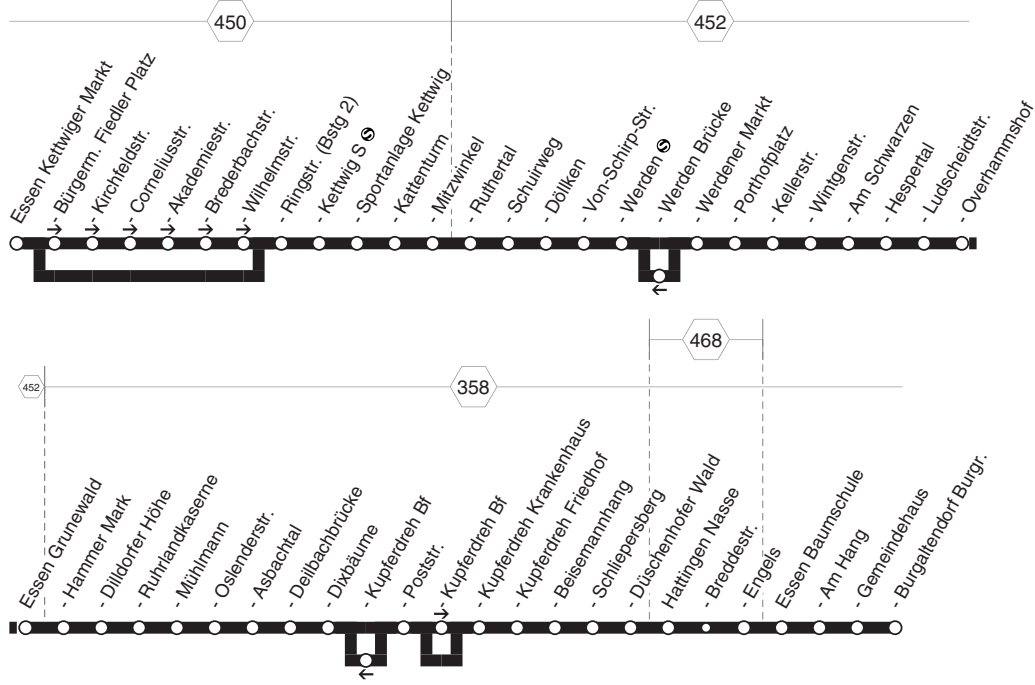 450
452
Essen Kettwiger Markt
- Bürgerm. Fiedler Platz
- Kirchfeldstr.
- Corneliusstr.
- Akademiestr.
- Brederbachstr.
- Wilhelmstr.
- Ringstr. (Bstg 2)
- Kettwig S S
- Sportanlage Kettwig
- Kattenturm
- Mitzwinkel
- Ruthertal
- Schuirweg
- Döllken
- Von-Schirp-Str.
- Werden S
- Werden Brücke
- Werdener Markt
- Porthofplatz
- Kellerstr.
- Wintgenstr.
- Am Schwarzen
- Hespertal
- Ludscheidtstr.
- Overhammshof
468
452
358
Essen Grunewald
- Hammer Mark
- Dilldorfer Höhe
- Ruhrlandkaserne
- Mühlmann
- Oslenderstr.
- Asbachtal
- Deilbachbrücke
- Dixbäume
- Kupferdreh Bf
- Poststr.
- Kupferdreh Bf
- Kupferdreh Krankenhaus
- Kupferdreh Friedhof
- Beisemannhang
- Schliepersberg
- Düschenhofer Wald
Hattingen Nasse
- Breddestr.
- Engels
Essen Baumschule
- Am Hang
- Gemeindehaus
- Burgaltendorf Burgr.